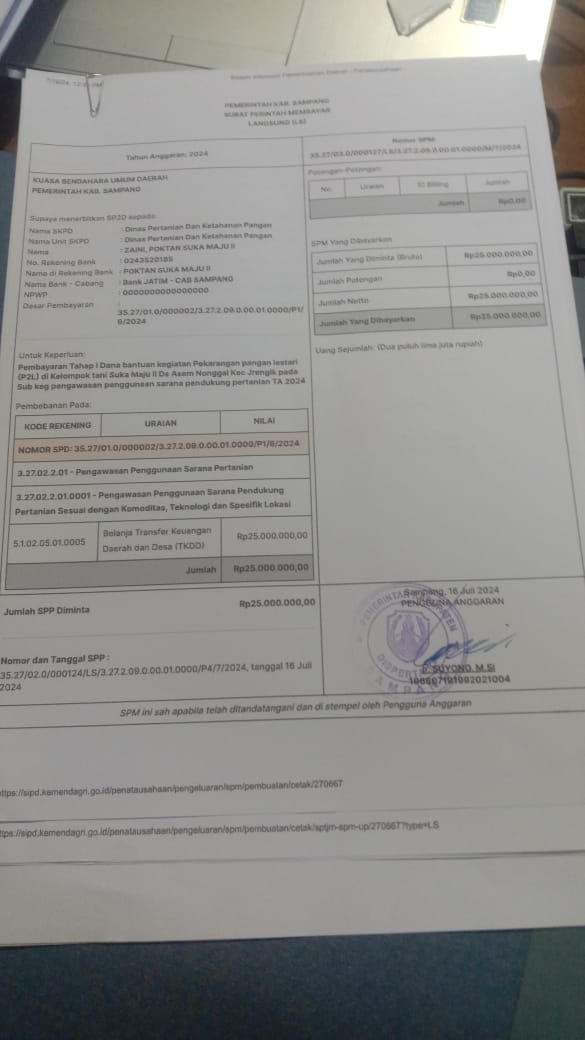 7/16/24, 12:
Sistem Informasi Pemerintahan Daerah - Penatausahaan
PEMERINTAH KAB. SAMPANG
SURAT PERINTAH MEMBAYAR
LANGSUNG (LS)
Tahun Anggaran: 2024
Nomor SPM:
35.27/03.0/000127/LS/3.27.2.09.0.00.01.0000/M/7/2024
KUASA BENDAHARA UMUM DAERAH
PEMERINTAH KAB. SAMPANG
Supaya menerbitkan SP2D kepada:
Nama SKPD : Dinas Pertanian Dan Ketahanan Pangan
Nama Unit SKPD : Dinas Pertanian Dan Ketahanan Pangan
Nama : ZAINI, POKTAN SUKA MAJU II
No. Rekening Bank : 0243520185
Nama di Rekening Bank : POKTAN SUKA MAJU II
Nama Bank - Cabang : Bank JATIM - CAB SAMPANG
NPWP : 0000000000000000
Dasar Pembayaran :
35.27/01.0/000002/3.27.2.09.0.00.01.0000/P1/
6/2024
Untuk Keperluan:
Pembayaran Tahap I Dana bantuan kegiatan Pekarangan pangan lestari
(P2L) di Kelompok tani Suka Maju II Ds Asem Nonggal Kec Jrengik pada
Sub keg pengawasan penggunaan sarana pendukung pertanian TA 2024
Pembebanan Pada:
KODE REKENING URAIAN NILAI
NOMOR SPD: 35.27/01.0/000002/3.27.2.09.0.00.01.0000/P1/6/2024
3.27.02.2.01 - Pengawasan Penggunaan Sarana Pertanian
3.27.02.2.01.0001 - Pengawasan Penggunaan Sarana Pendukung
Pertanian Sesuai dengan Komoditas, Teknologi dan Spesifik Lokasi
5.1.02.05.01.0005 Belanja Transfer Keuangan Rp25.000.000,00
Daerah dan Desa (TKDD)
Jumlah Rp25.000.000,00
Potongan-Potongan:
No. Uraian ID Billing Jumlah
Jumlah Rp0,00
SPM Yang Dibayarkan
Jumlah Yang Diminta (Bruto) Rp25.000.000,00
Jumlah Potongan Rp0,00
Jumlah Netto Rp25.000.000,00
Jumlah Yang Dibayarkan Rp25.000.000,00
Uang Sejumlah: (Dua puluh lima juta rupiah)
Jumlah SPP Diminta Rp25.000.000,00
Nomor dan Tanggal SPP :
35.27/02.0/000124/LS/3.27.2.09.0.00.01.0000/P4/7/2024, tanggal 16 Juli
2024
Sampang, 16 Juli 2024
PENGGUNA ANGGARAN
SUYONO, M.Si
196607191992021004
SPM ini sah apabila telah ditandatangani dan di stempel oleh Pengguna Anggaran
ttps://sipd.kemendagri.go.id/penatausahaan/pengeluaran/spm/pembuatan/cetak/270667
ttps://sipd.kemendagri.go.id/penatausahaan/pengeluaran/spm/pembuatan/cetak/sptjm-spm-up/270667?type=LS